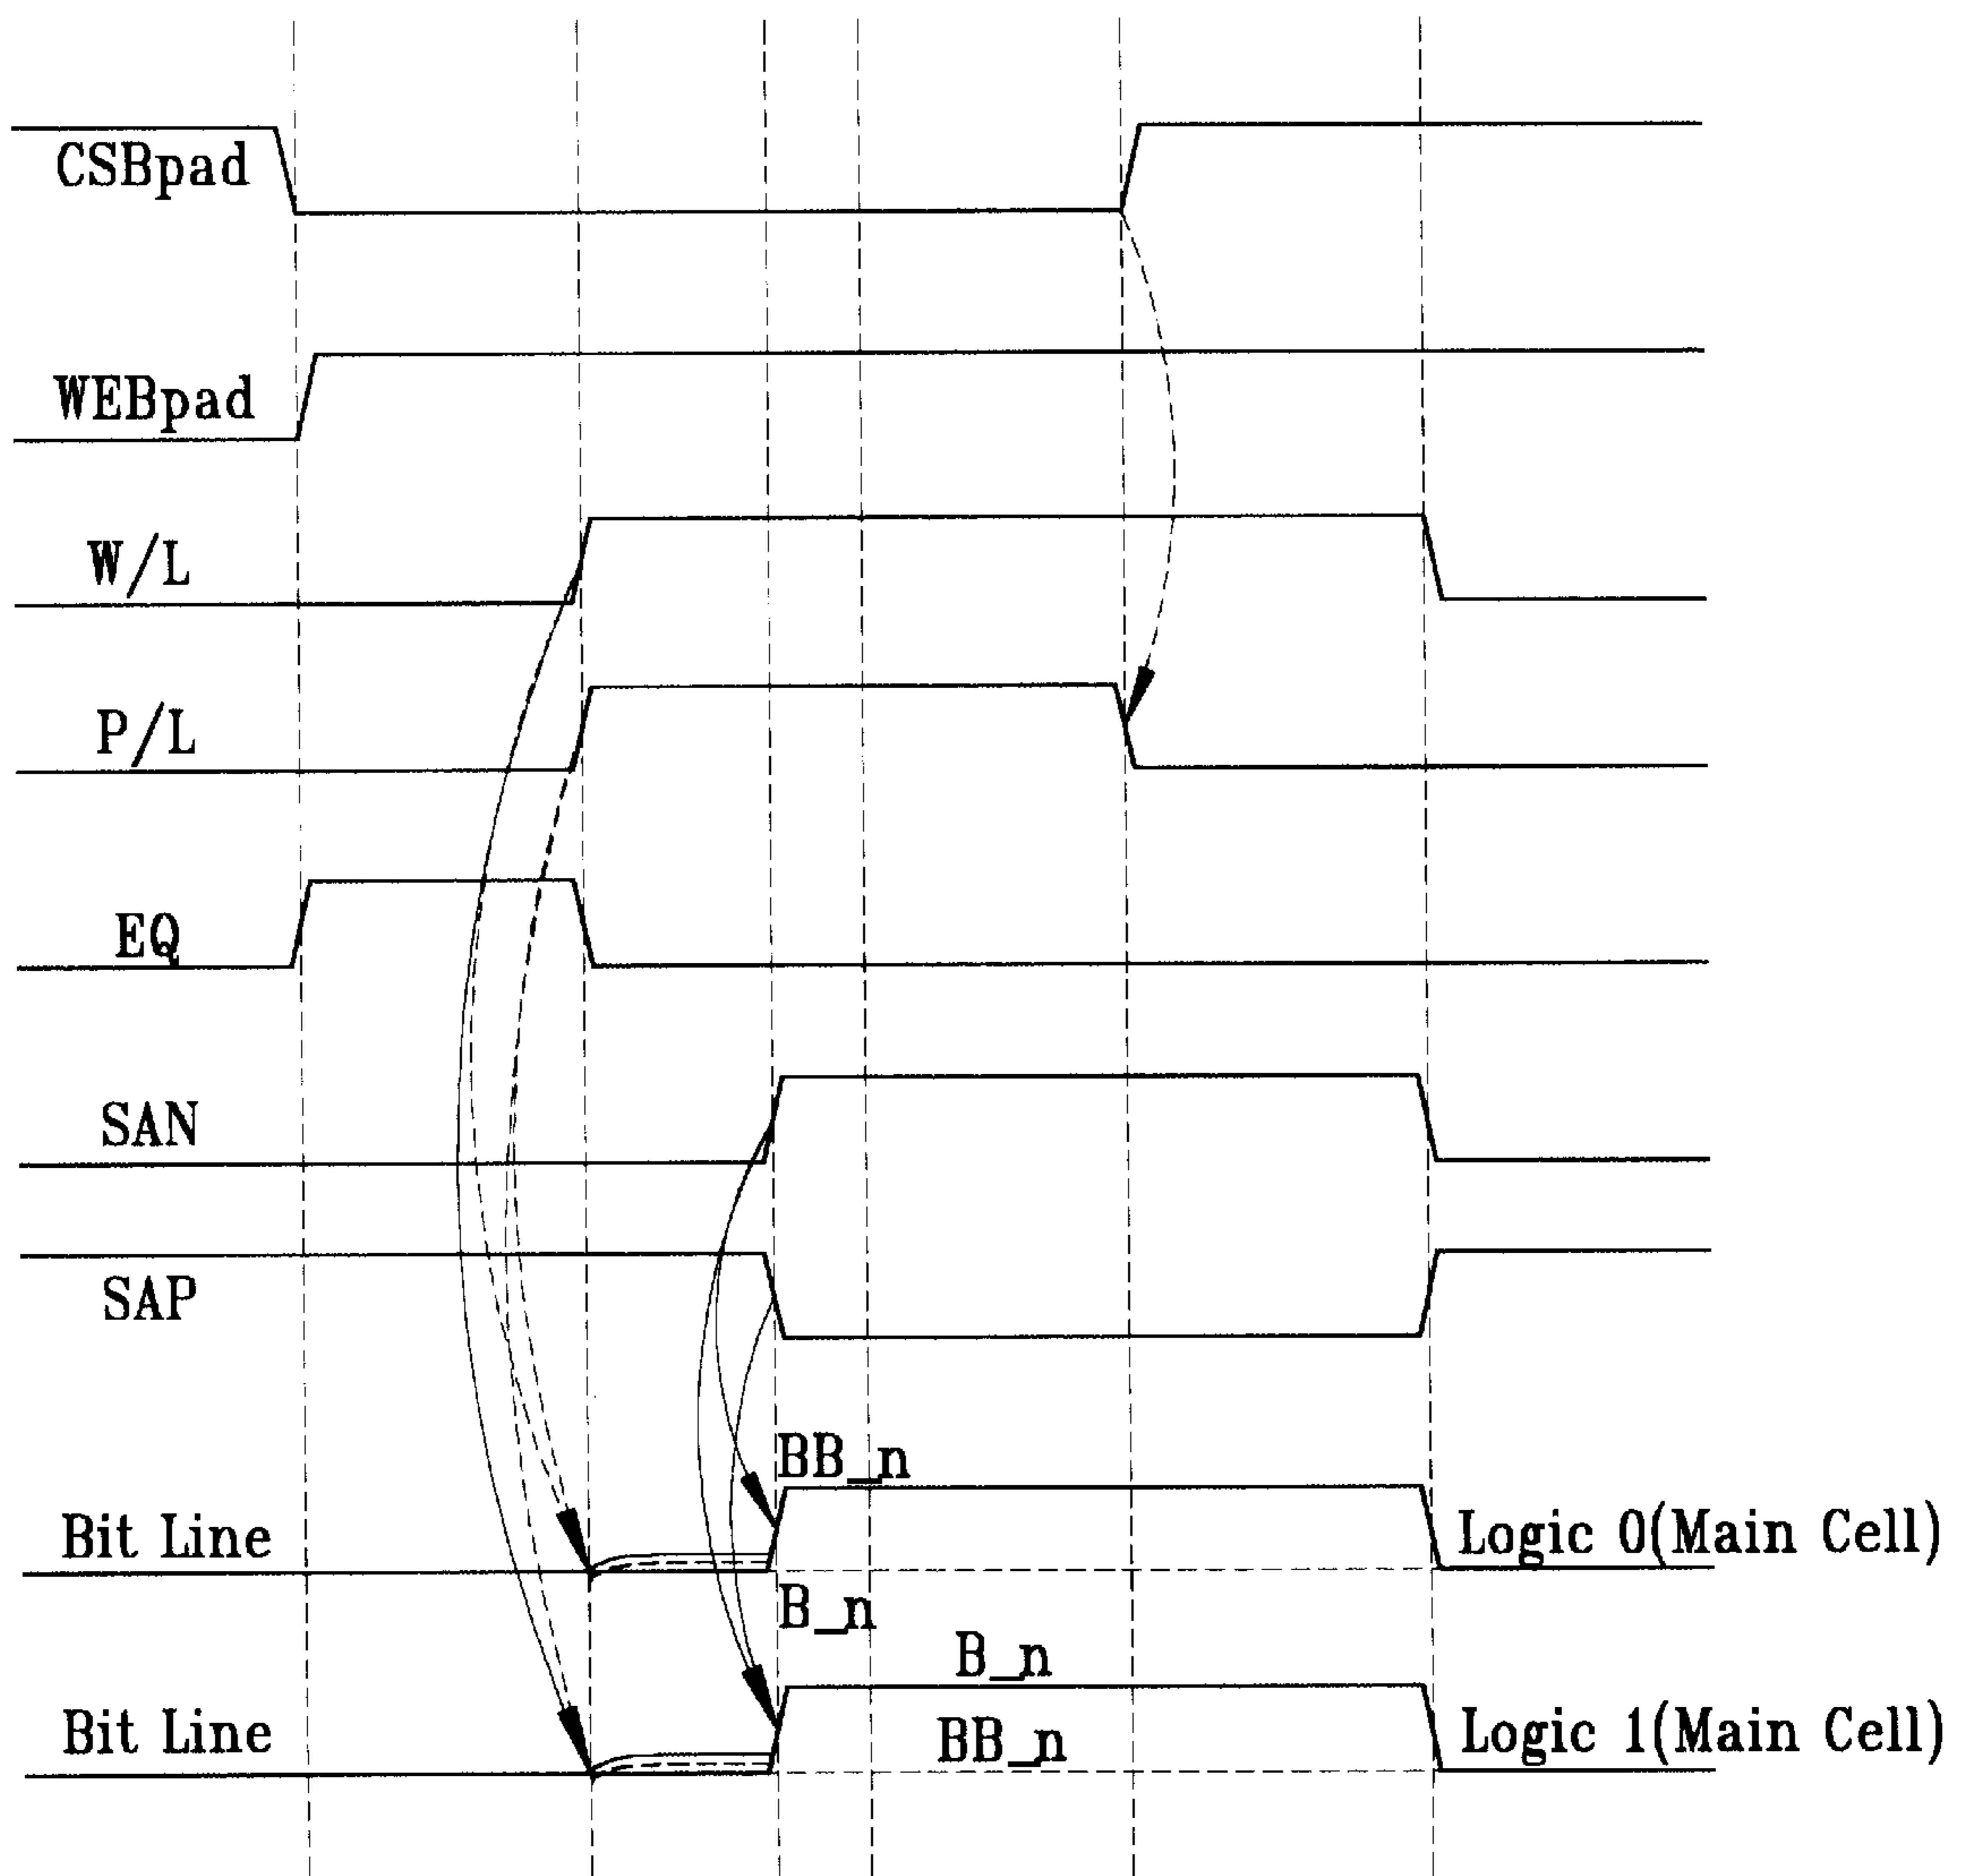 CSBpad
WEBpad
W/L
P/L
EQ
SAN
SAP
BB_n
Bit Line
Logic 0(Main Cell)
B_n
B_n
Bit Line
BB_n
Logic 1(Main Cell)